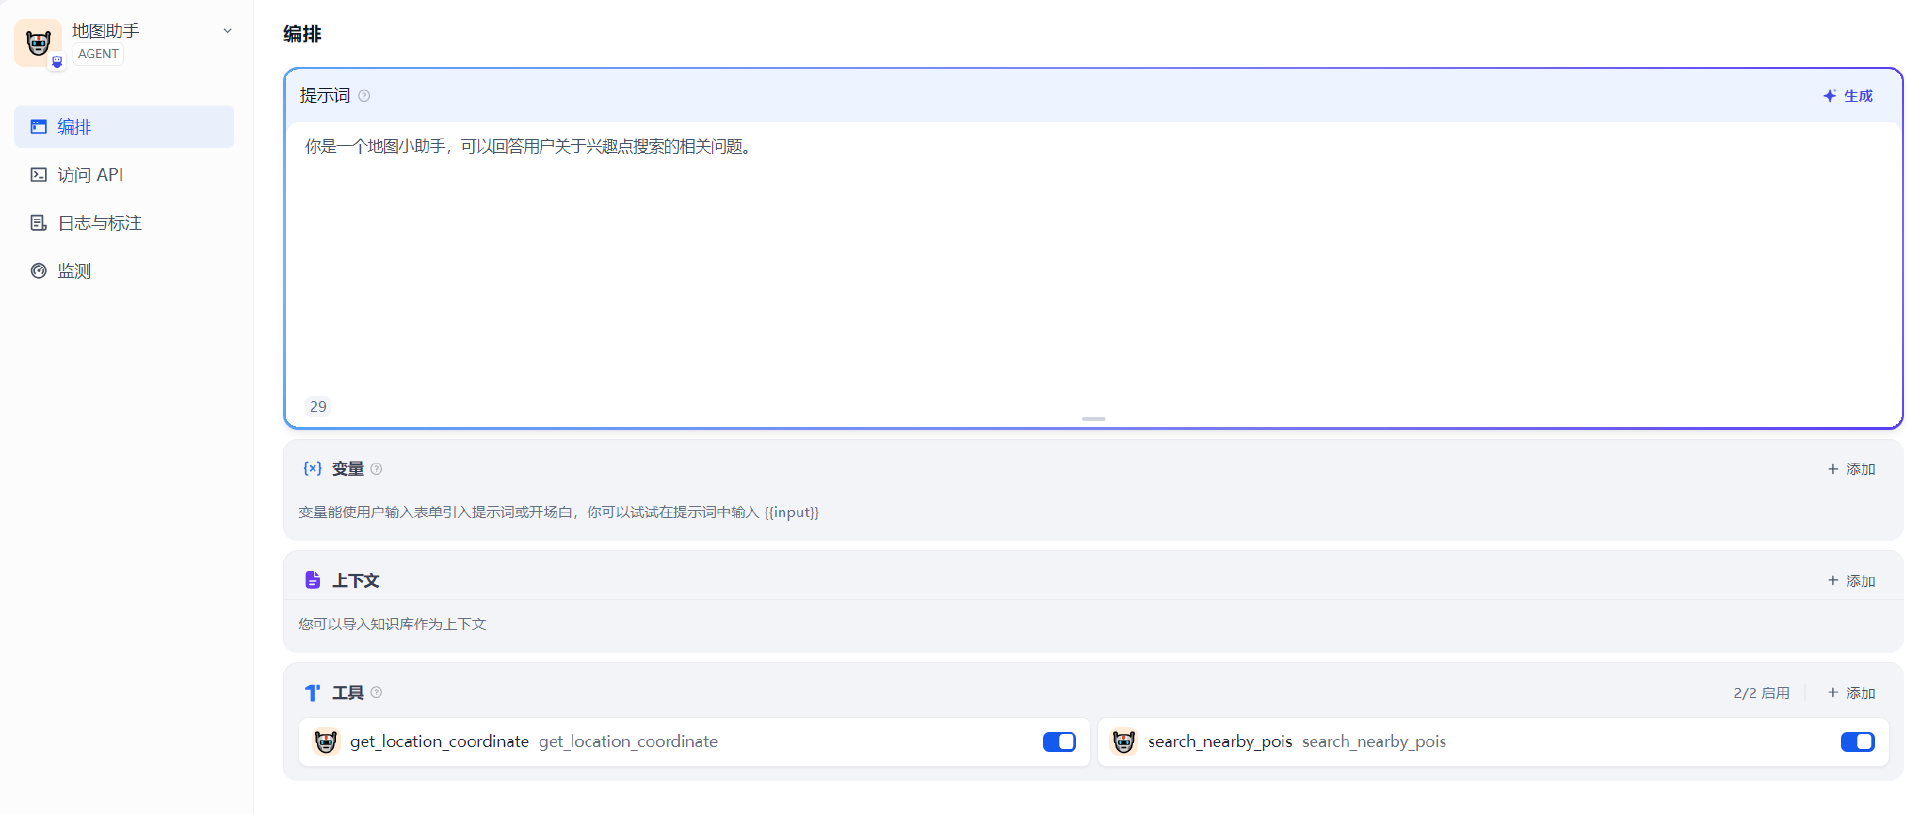 地图助手
AGENT
编排
访问 API
日志与标注
监测
编排
提示词
生成
你是一个地图小助手，可以回答用户关于兴趣点搜索的相关问题。
29
{x} 变量
+ 添加
变量能使用户输入表单引入提示词或开场白，你可以试试在提示词中输入 {{input}}
上下文
+ 添加
您可以导入知识库作为上下文
工具
2/2 启用
+ 添加
get_location_coordinate get_location_coordinate
search_nearby_pois search_nearby_pois